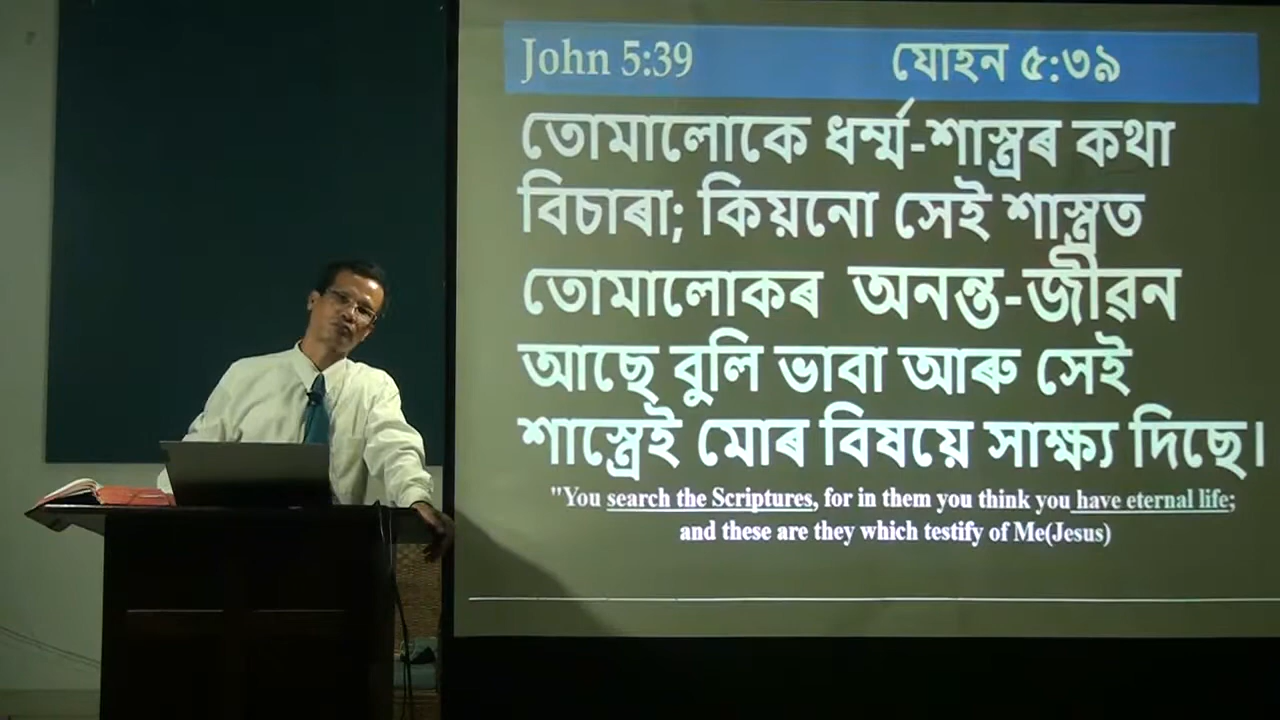 John 5:39 যোহন ৫:৩৯
তোমালোকে ধৰ্ম্ম-শাস্ত্ৰৰ কথা
বিচাৰা; কিয়নো সেই শাস্ত্ৰত
তোমালোকৰ অনন্ত-জীৱন
আছে বুলি ভাবা আৰু সেই
শাস্ত্ৰেই মোৰ বিষয়ে সাক্ষ্য দিছে।
"You search the Scriptures, for in them you think you have eternal life;
and these are they which testify of Me(Jesus)